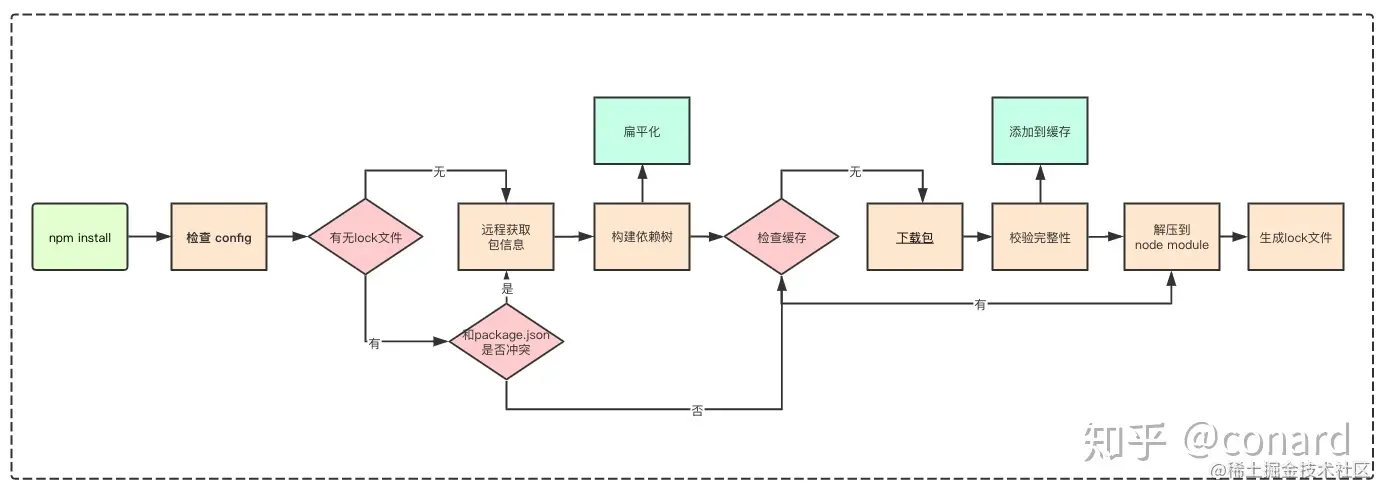 扁平化
添加到缓存
无
无
npm install
检查 config
有无lock文件
远程获取
包信息
构建依赖树
检查缓存
下载包
校验完整性
解压到
node module
生成lock文件
是
有
有
和package.json
是否冲突
否
知乎 @conard
@稀土掘金技术社区